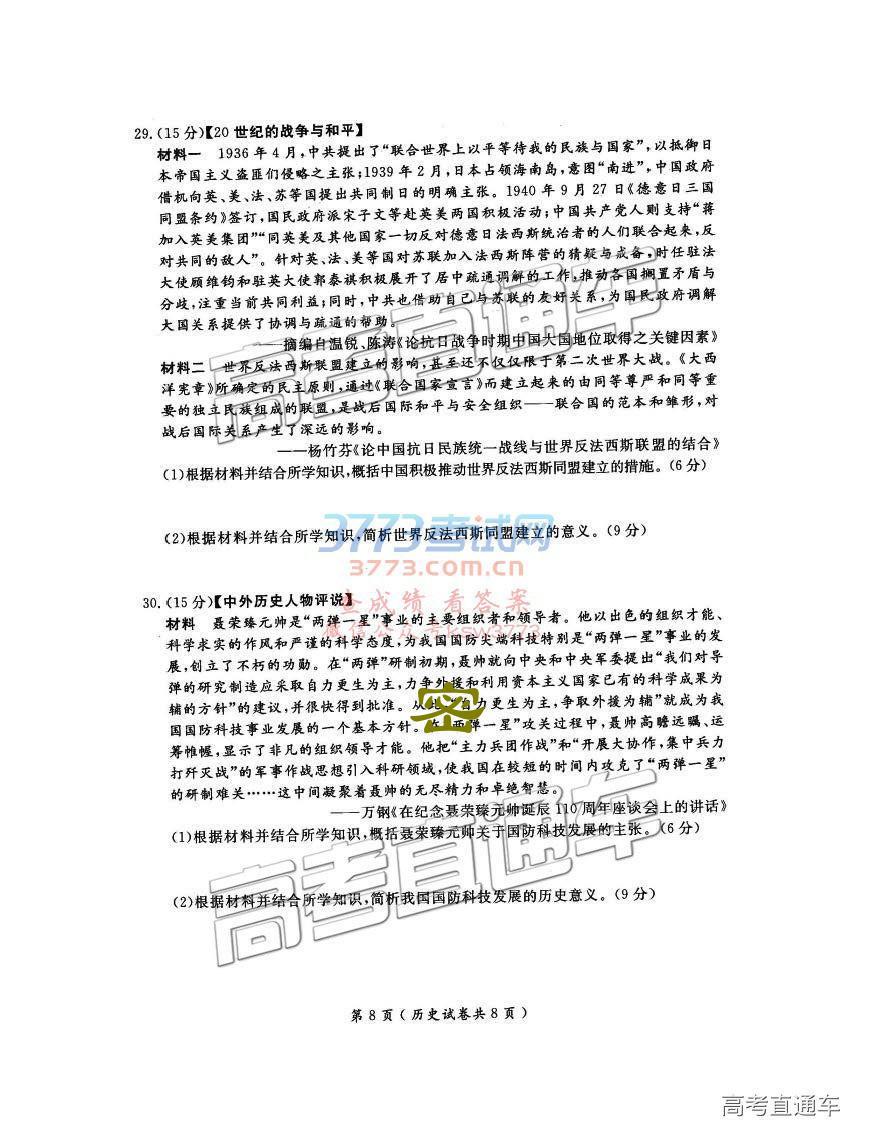 29.(15分)【20世纪的战争与和平】
材料一 1936年4月,中共提出了“联合世界上以平等待我的民族与国家”,以抵御日
本帝国主义盗匪们侵略之主张;1939年2月,日本占领海南岛,意图“南进”,中国政府
借机向英、美、法、苏等国提出共同制日的明确主张。1940年9月27日《德意日三国
同盟条约》签订,国民政府派宋子文等赴英美两国积极活动;中国共产党人则支持“蒋
加入英美集团”“同英美及其他国家一切反对德意日法西斯统治者的人们联合起来,反
对共同的敌人”。针对英、法、美等国对苏联加入法西斯阵营的猜疑与戒备,时任驻法
大使顾维钧和驻英大使郭泰祺积极展开了居中疏通调解的工作,推动各国搁置矛盾与
分歧,注重当前共同利益;同时,中共也借助自己与苏联的友好关系,为国民政府调解
大国关系提供了协调与疏通的帮助。
——摘编自温锐、陈涛《论抗日战争时期中国大国地位取得之关键因素》
材料二 世界反法西斯联盟建立的影响,甚至还不仅仅限于第二次世界大战。《大西
洋宪章》所确定的民主原则,通过《联合国家宣言》而建立起来的由同等尊严和同等重
要的独立民族组成的联盟,是战后国际和平与安全组织——联合国的范本和雏形,对
战后国际关系产生了深远的影响。
——杨竹芬《论中国抗日民族统一战线与世界反法西斯联盟的结合》
(1)根据材料并结合所学知识,概括中国积极推动世界反法西斯同盟建立的措施。(6分)
3773考试网
(2)根据材料并结合所学知识,简析世界反法西斯同盟建立的意义。(9分)
3773.com.cn
查成绩 看答案
微信公众号ksw3773
30.(15分)【中外历史人物评说】
材料 聂荣臻元帅是“两弹一星”事业的主要组织者和领导者。他以出色的组织才能、
科学求实的作风和严谨的科学态度,为我国国防尖端科技特别是“两弹一星”事业的发
展,创立了不朽的功勋。在“两弹”研制初期,聂帅就向中央和中央军委提出“我们对导
弹的研究制造应采取自力更生为主,力争外援和利用资本主义国家已有的科学成果为
辅的方针”的建议,并很快得到批准。从此,“自力更生为主,争取外援为辅”就成为我
国国防科技事业发展的一个基本方针。在“两弹一星”攻关过程中,聂帅高瞻远瞩、运
筹帷幄,显示了非凡的组织领导才能。他把“主力兵团作战”和“开展大协作,集中兵力
打歼灭战”的军事作战思想引入科研领域,使我国在较短的时间内攻克了“两弹一星”
的研制难关……这中间凝聚着聂帅的无尽精力和卓绝智慧。
密
——万钢《在纪念聂荣臻元帅诞辰110周年座谈会上的讲话》
(1)根据材料并结合所学知识,概括聂荣臻元帅关于国防科技发展的主张。(6分)
(2)根据材料并结合所学知识,简析我国国防科技发展的历史意义。(9分)
高考直通车
高考直通车
第8页(历史试卷共8页)
高考直通车